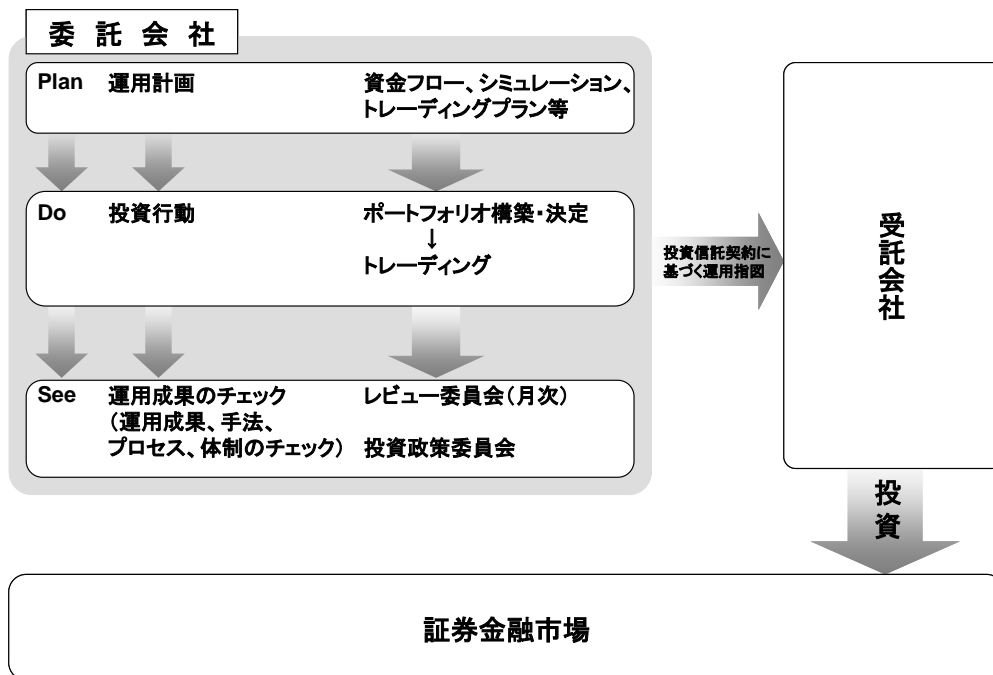 委託会社
Plan 運用計画 資金フロー、シミュレーション、
トレーディングプラン等
Do 投資行動 ポートフォリオ構築・決定
↓
トレーディング
See 運用成果のチェック レビュー委員会（月次）
（運用成果、手法、
プロセス、体制のチェック） 投資政策委員会
投資信託契約に
基づく運用指図
受託会社
投資
証券金融市場